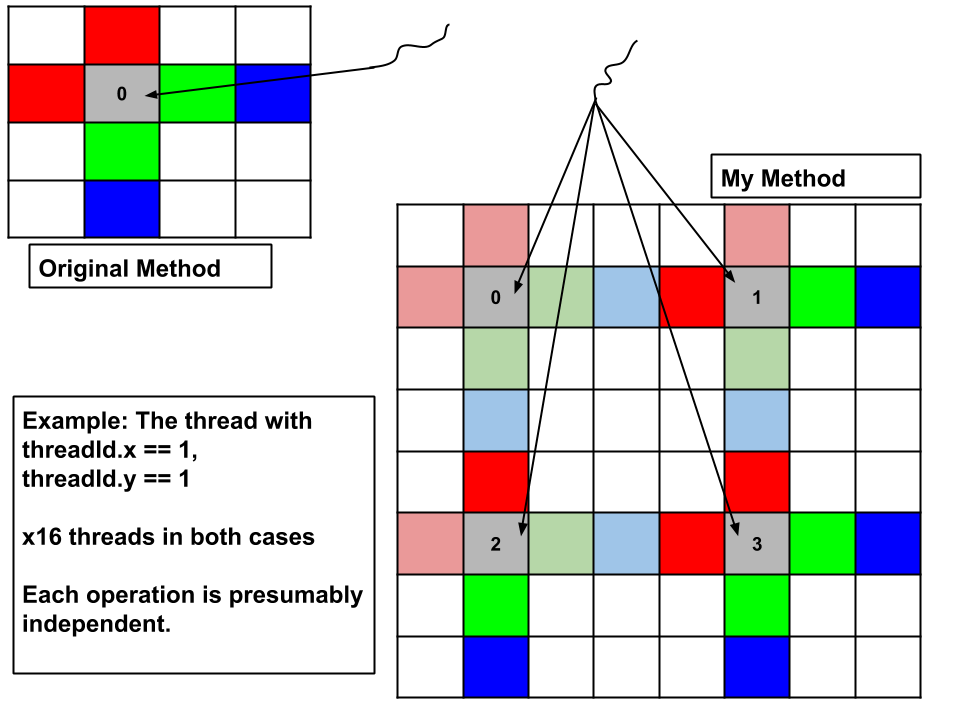 0
My Method
Original Method
0
1
Example: The thread with
threadId.x == 1,
threadId.y == 1
x16 threads in both cases
2
3
Each operation is presumably
independent.